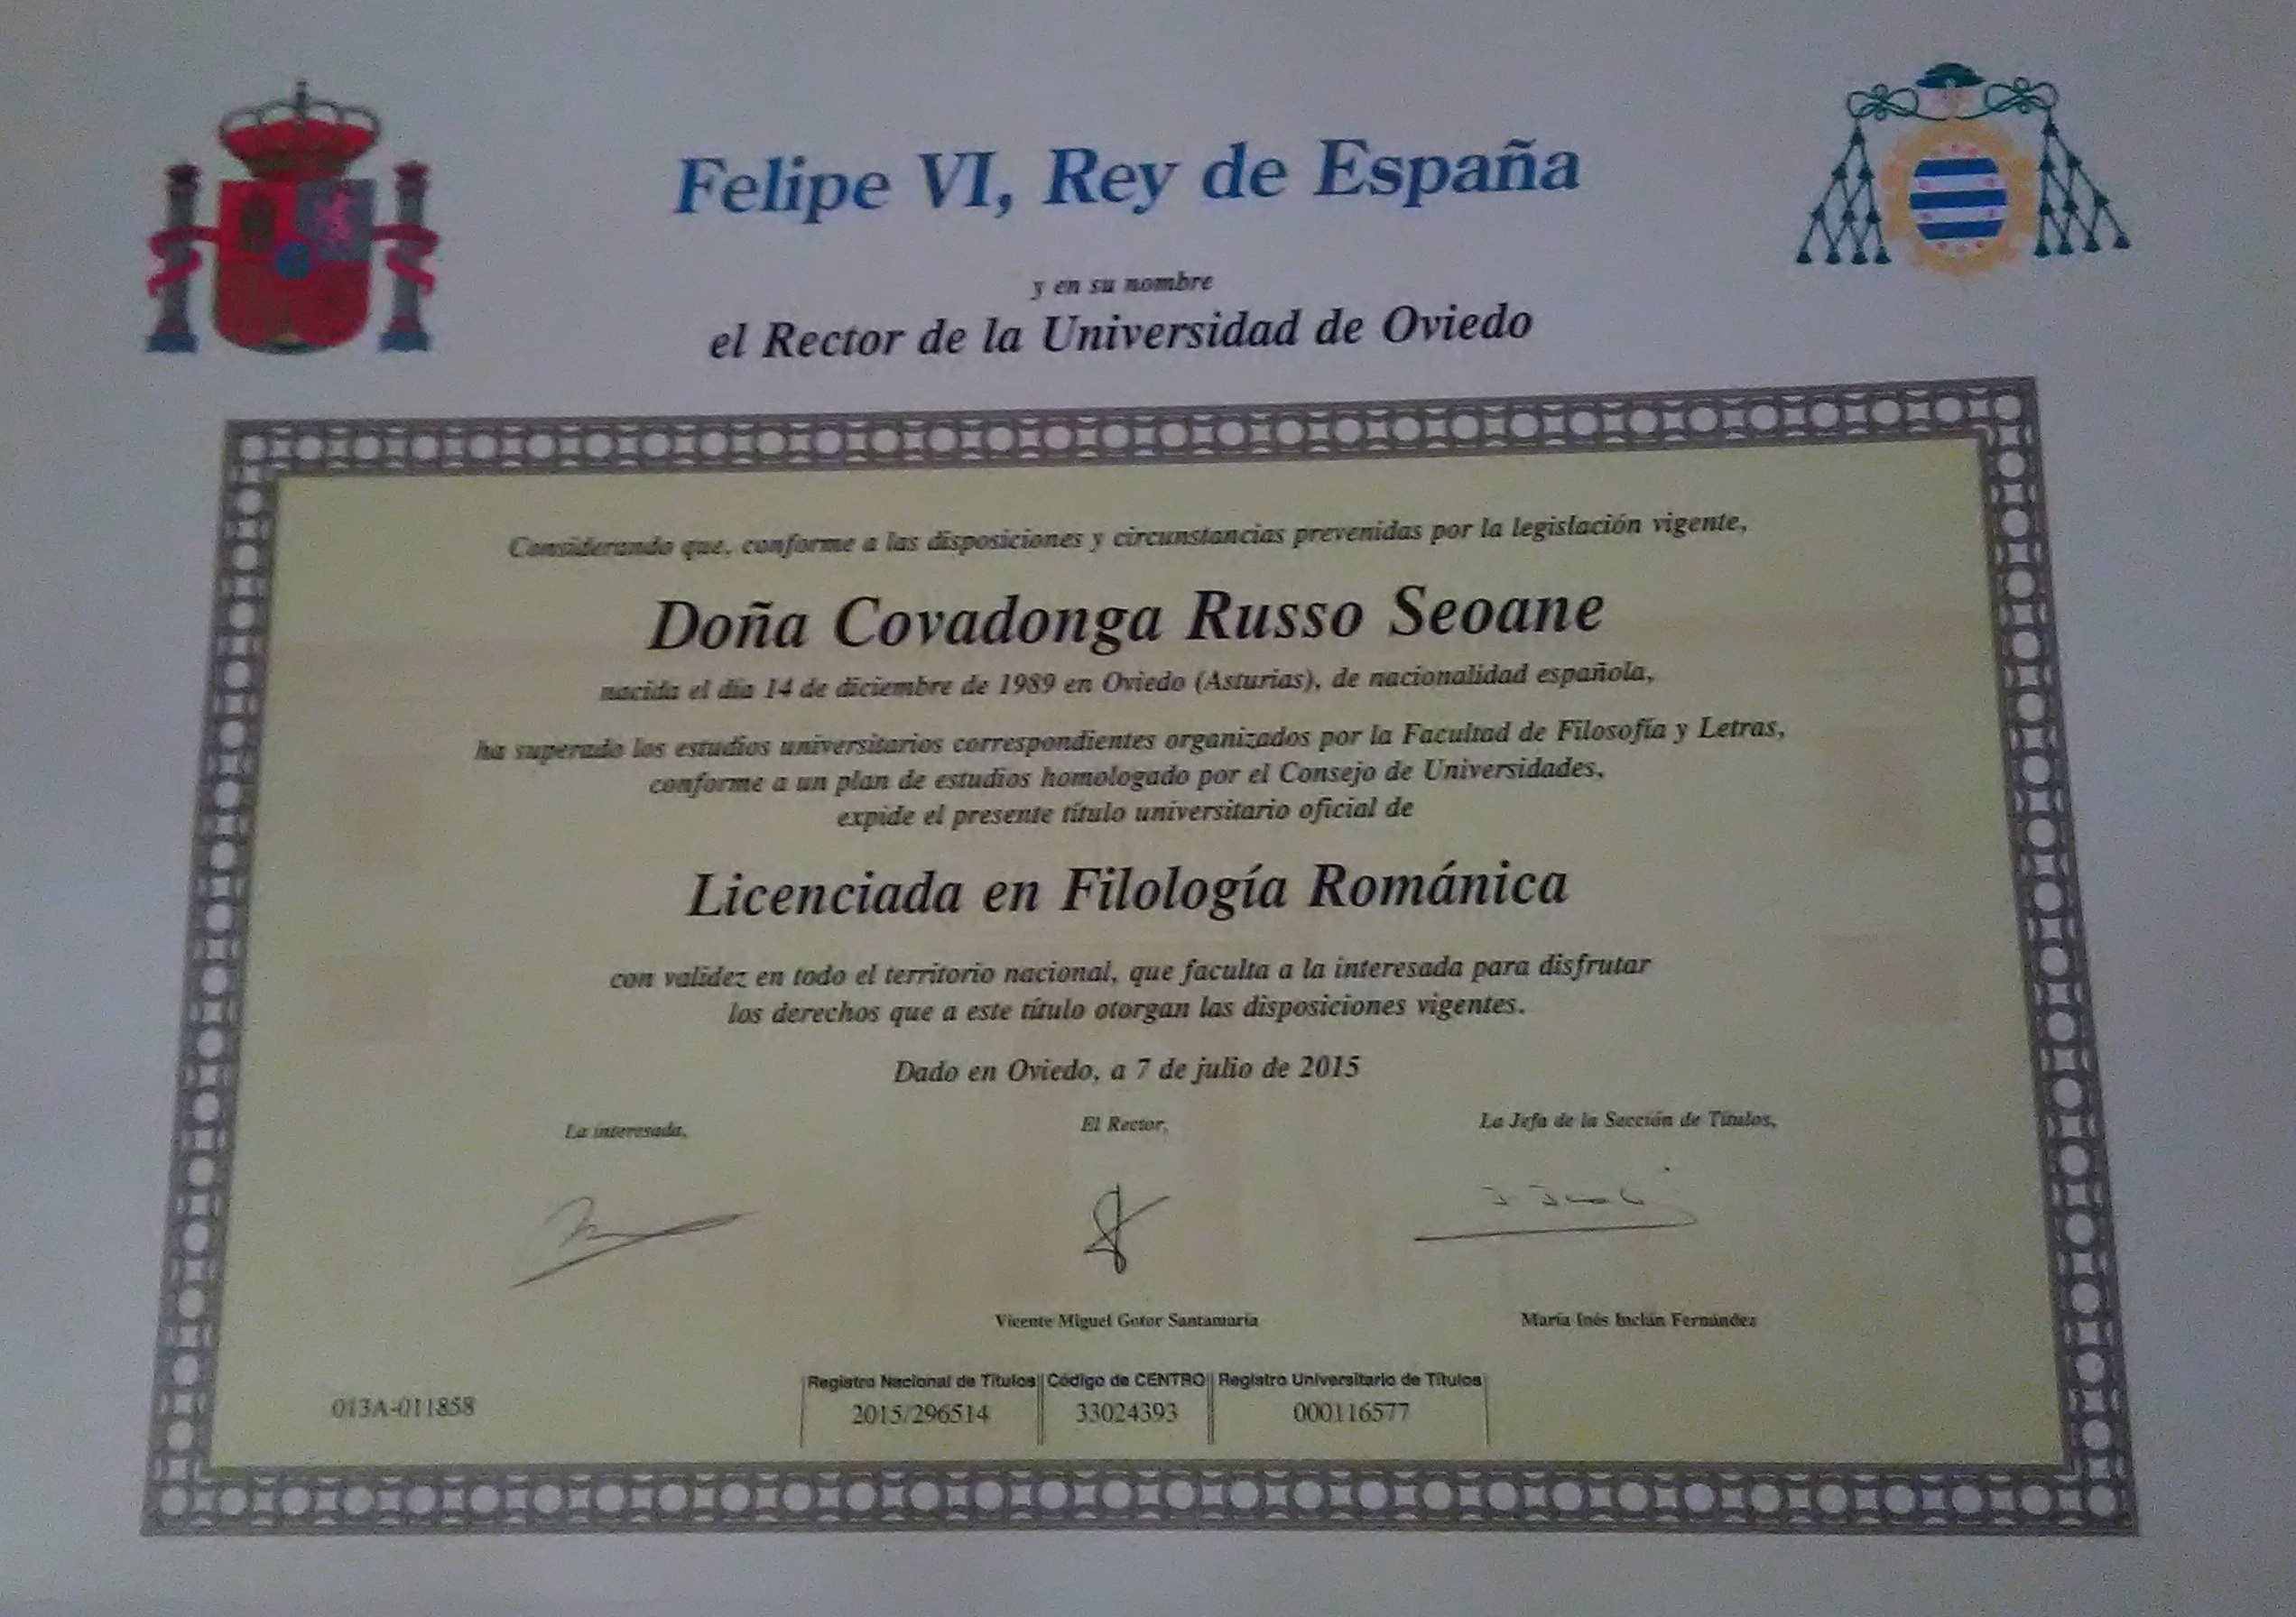 Felipe VI, Rey de España
y en su nombre
el Rector de la Universidad de Oviedo
Considerando que, conforme a las disposiciones y circunstancias prevenidas por la legislación vigente,
Doña Covadonga Russo Seoane
nacida el día 14 de diciembre de 1989 en Oviedo (Asturias), de nacionalidad española,
ha superado los estudios universitarios correspondientes organizados por la Facultad de Filosofía y Letras,
conforme a un plan de estudios homologado por el Consejo de Universidades,
expide el presente título universitario oficial de
Licenciada en Filología Románica
con validez en todo el territorio nacional, que faculta a la interesada para disfrutar
los derechos que a este título otorgan las disposiciones vigentes.
Dado en Oviedo, a 7 de julio de 2015
La interesada,
El Rector,
La Jefa de la Sección de Títulos,
Vicente Miguel Gotor Santamaría
María Inés Inclán Fernández
013A-011858
Registro Nacional de Títulos
2015/296514
Código de CENTRO
33024393
Registro Universitario de Títulos
000116577